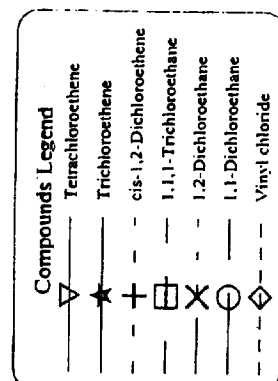 Compounds Legend
Tetrachloroethene
Trichloroethene
cis-1,2-Dichloroethene
1,1,1-Trichloroethane
1,2-Dichloroethane
1,1-Dichloroethane
Vinyl chloride